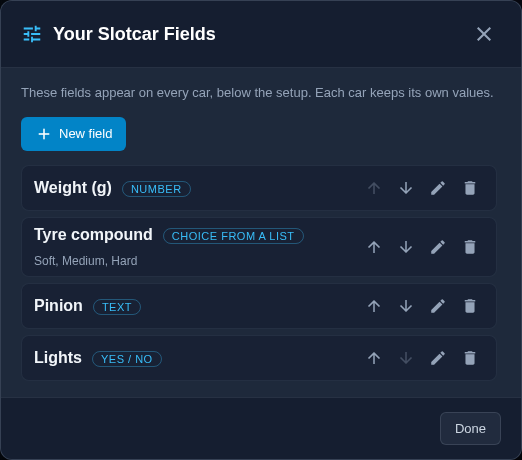 Your Slotcar Fields
These fields appear on every car, below the setup. Each car keeps its own values.
New field
Weight (g) NUMBER
Tyre compound CHOICE FROM A LIST
Soft, Medium, Hard
Pinion TEXT
Lights YES / NO
Done